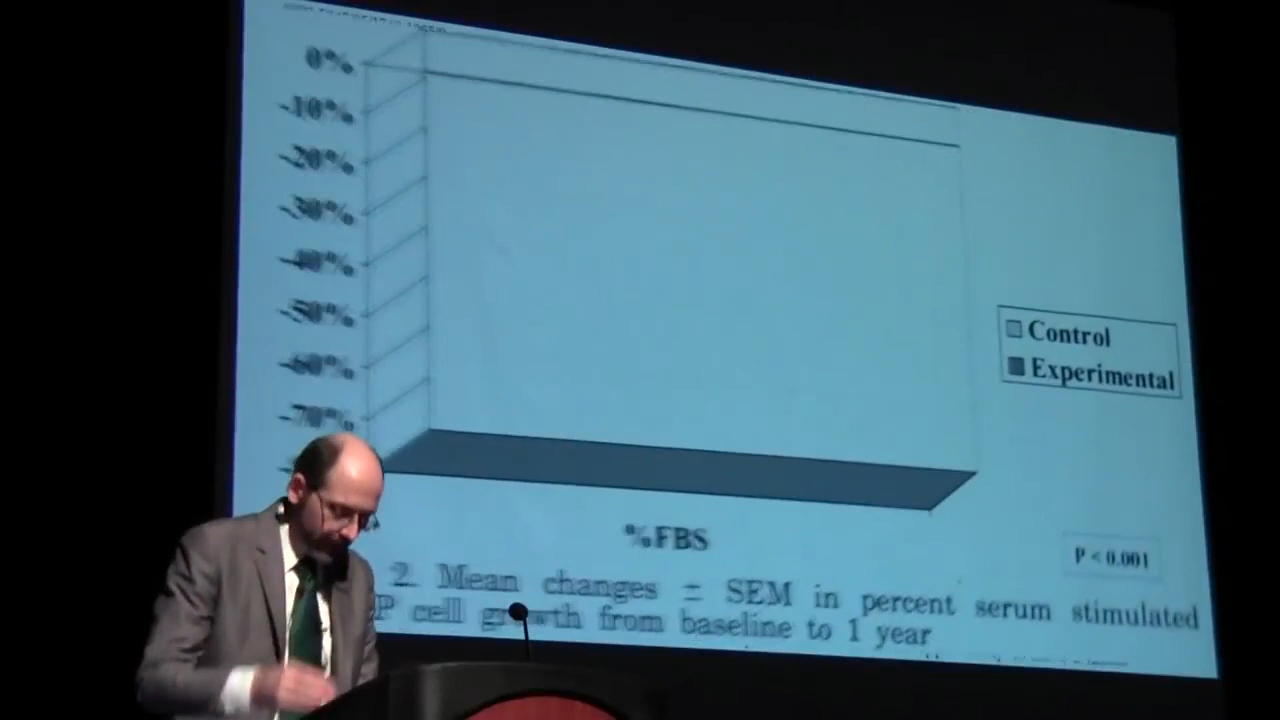 0%
-10%
-20%
-30%
-40%
-50%
-60%
-70%
Control
Experimental
%FBS
P < 0.001
2. Mean changes ± SEM in percent serum stimulated
P cell growth from baseline to 1 year